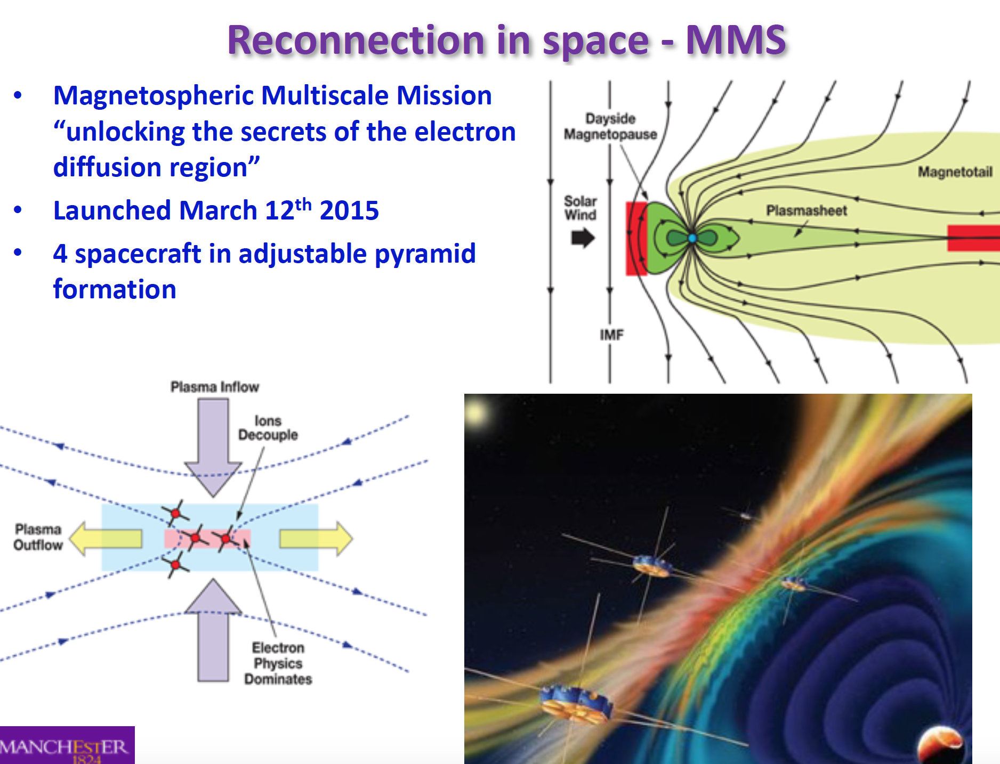 Reconnection in space - MMS
• Magnetospheric Multiscale Mission
“unlocking the secrets of the electron
diffusion region”
• Launched March 12th 2015
• 4 spacecraft in adjustable pyramid
formation
Dayside
Magnetopause
Magnetotail
Solar
Wind
Plasmasheet
IMF
Plasma Inflow
Ions
Decouple
Plasma
Outflow
Electron
Physics
Dominates
MANCHEsTER
1824